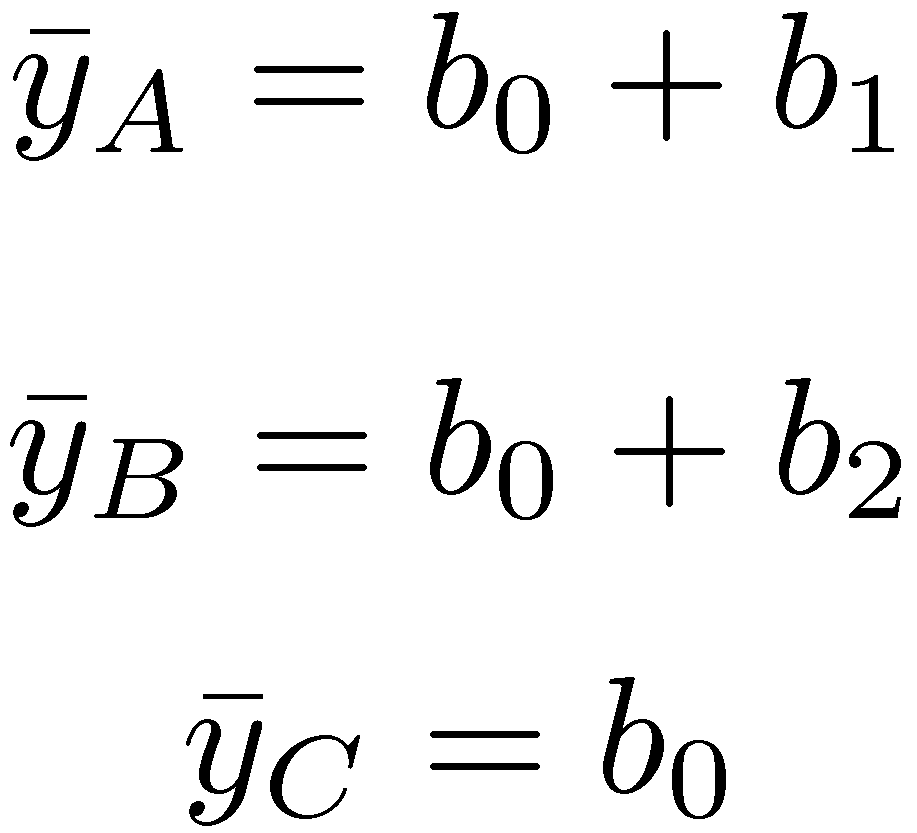 ȳ_A = b_0 + b_1
ȳ_B = b_0 + b_2
ȳ_C = b_0